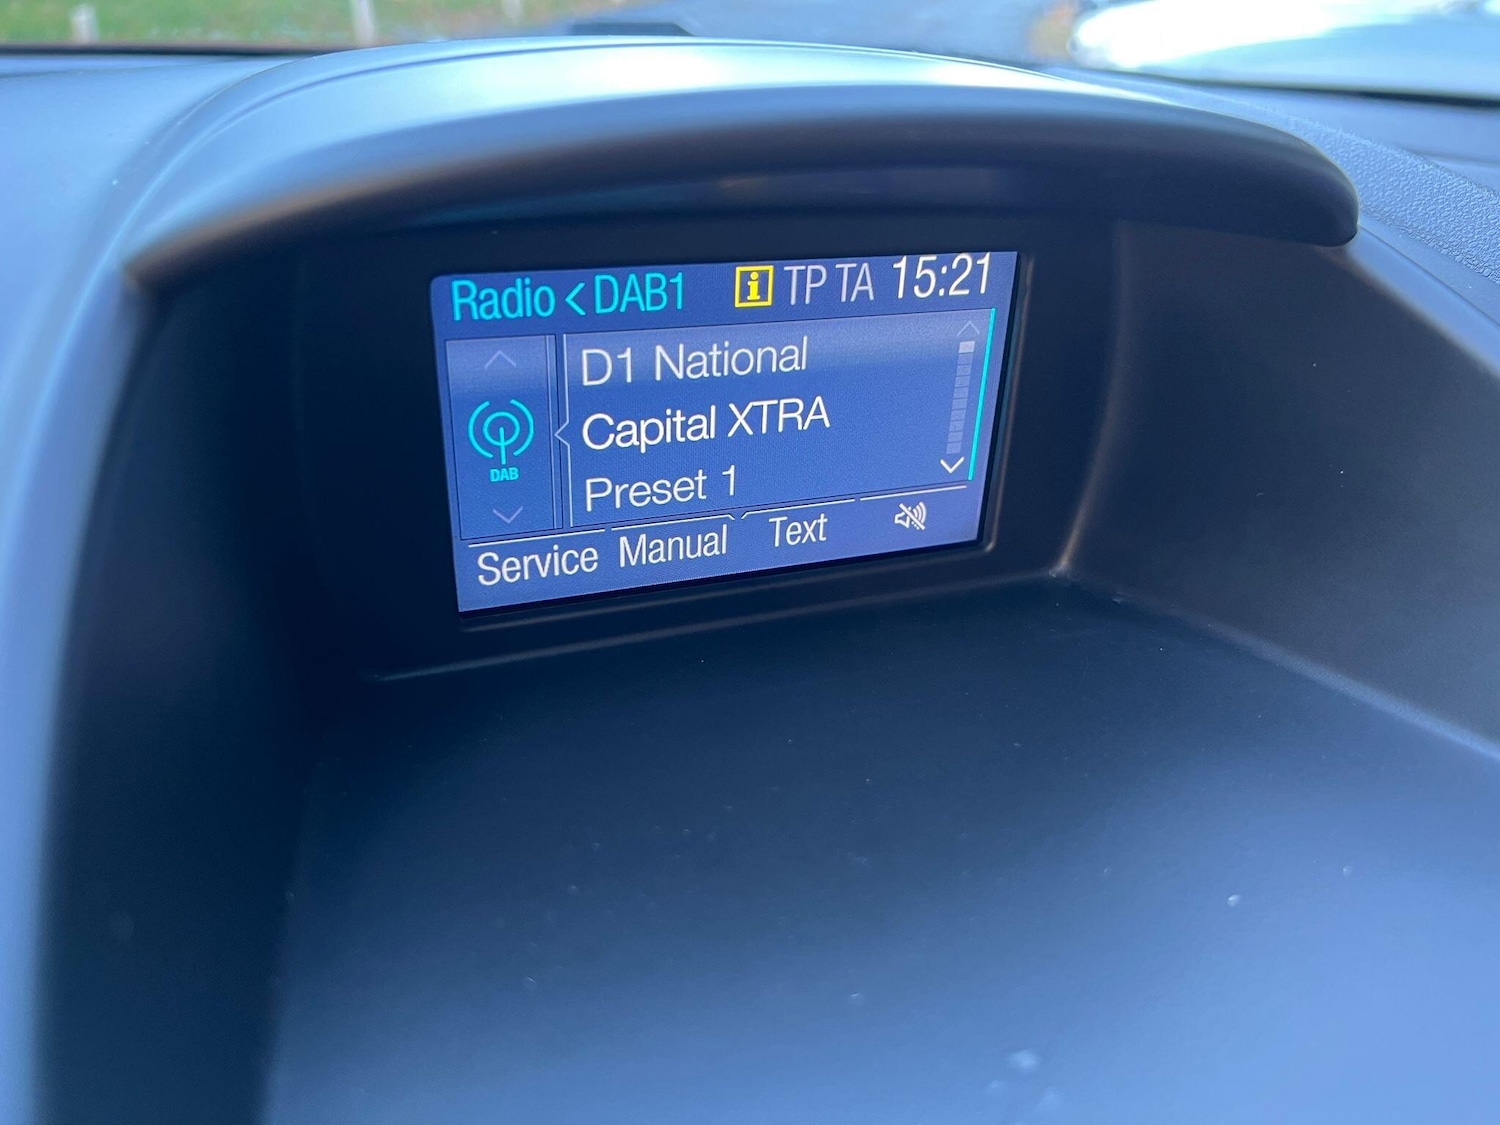 Radio < DAB1 i TP TA 15:21
D1 National
Capital XTRA
DAB
Preset 1
Service Manual Text